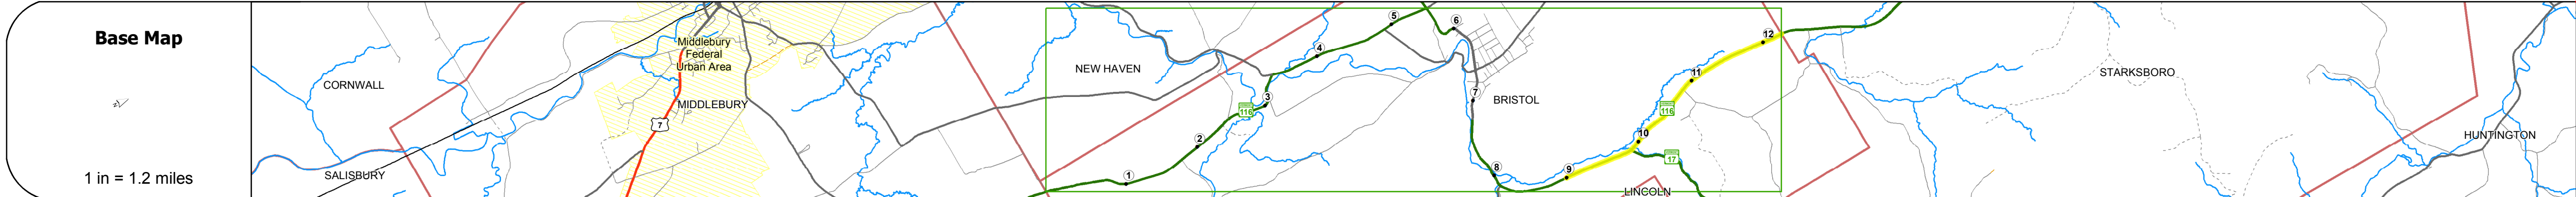 Base Map
N
1 in = 1.2 miles
CORNWALL
SALISBURY
Middlebury
Federal
Urban Area
MIDDLEBURY
7
NEW HAVEN
1
2
116
3
4
5
6
7
8
BRISTOL
9
10
116
17
11
12
LINCOLN
STARKSBORO
HUNTINGTON